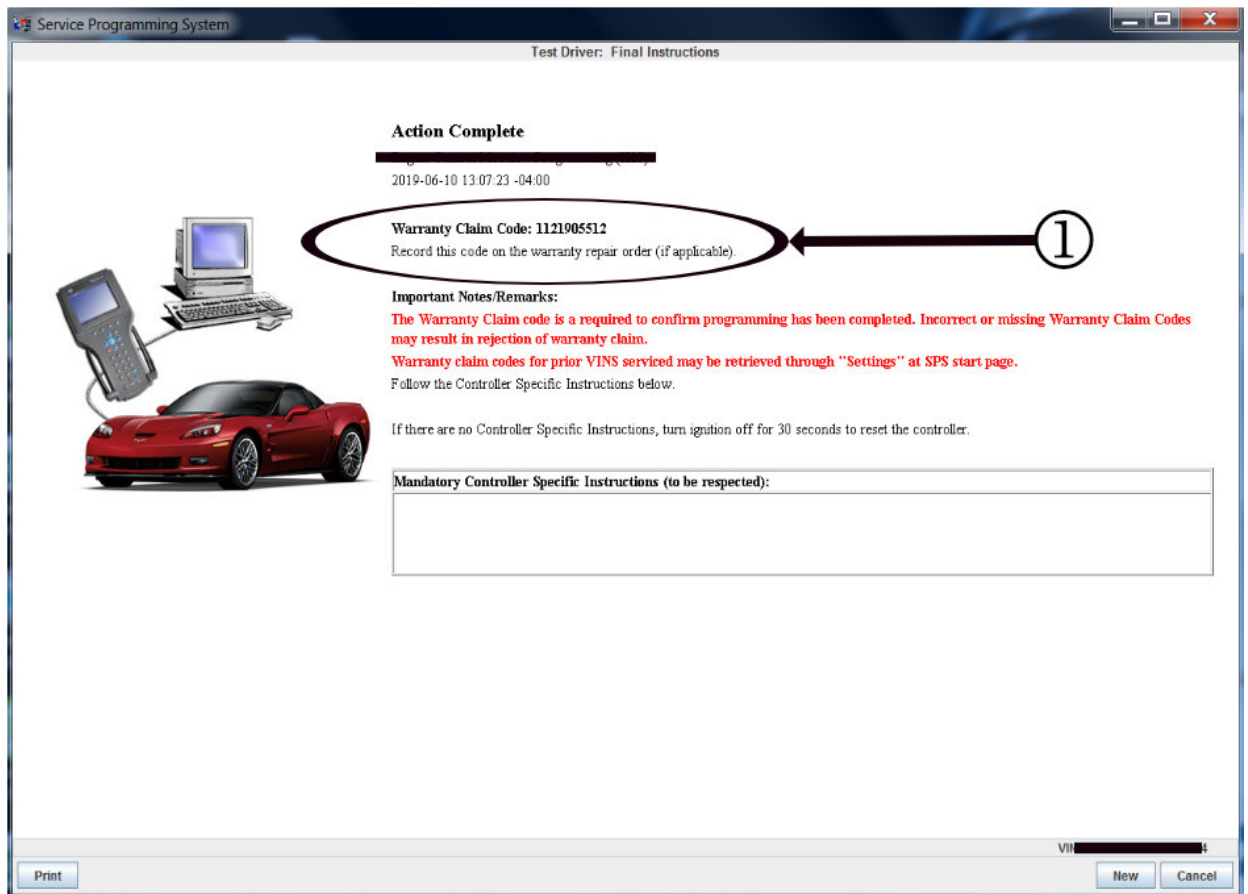 Service Programming System
Test Driver: Final Instructions
Action Complete
2019-06-10 13:07:23 -04:00
Warranty Claim Code: 1121905512
Record this code on the warranty repair order (if applicable).
1
Important Notes/Remarks:
The Warranty Claim code is a required to confirm programming has been completed. Incorrect or missing Warranty Claim Codes
may result in rejection of warranty claim.
Warranty claim codes for prior VINS serviced may be retrieved through "Settings" at SPS start page.
Follow the Controller Specific Instructions below.
If there are no Controller Specific Instructions, turn ignition off for 30 seconds to reset the controller.
Mandatory Controller Specific Instructions (to be respected):
4
Print
New
Cancel